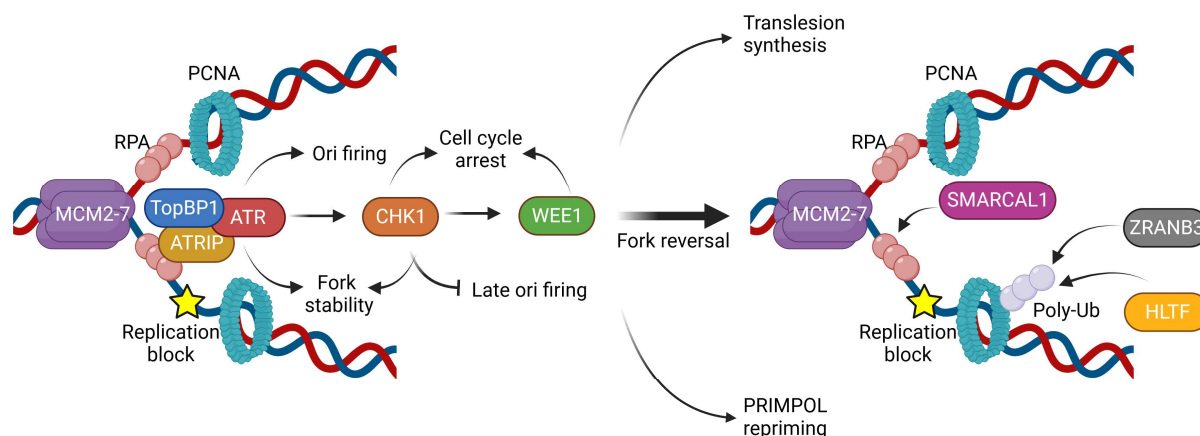 PCNA
RPA
MCM2-7
TopBP1
ATR
ATRIP
Replication
block
Ori firing
Cell cycle
arrest
CHK1
WEE1
Fork
stability
Late ori firing
Translesion
synthesis
Fork reversal
PRIMPOL
repriming
PCNA
RPA
MCM2-7
SMARCAL1
ZRANB3
Poly-Ub
HLTF
Replication
block